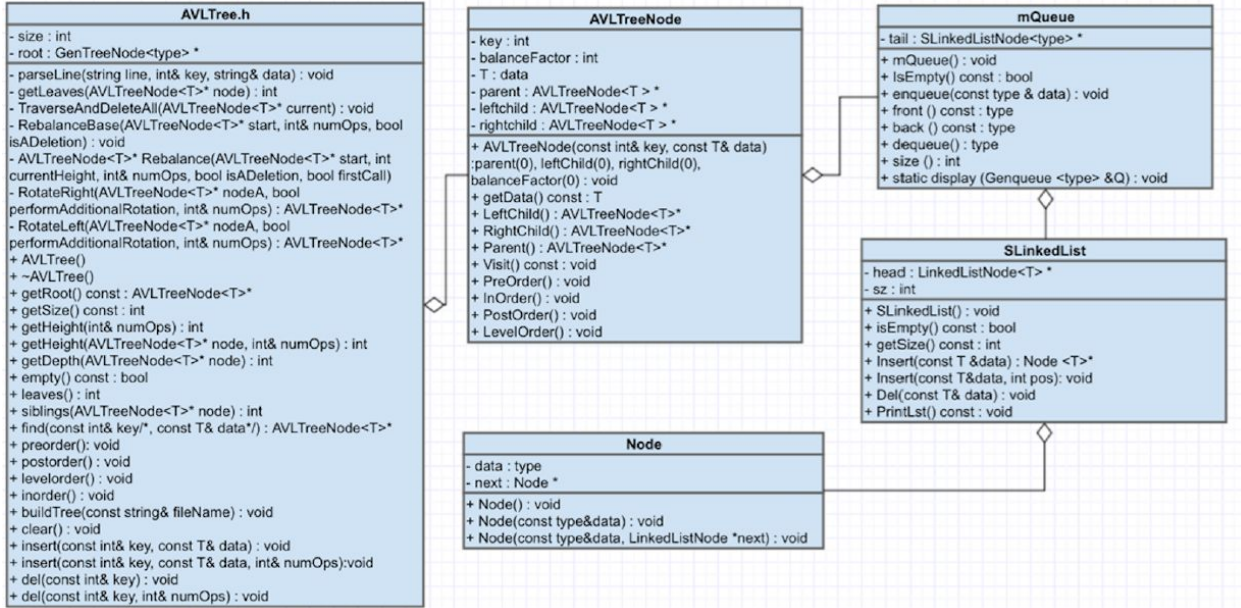 AVLTree.h
- size : int
- root : GenTreeNode<type> *
- parseLine(string line, int& key, string& data) : void
- getLeaves(AVLTreeNode<T>* node) : int
- TraverseAndDeleteAll(AVLTreeNode<T>* current) : void
- RebalanceBase(AVLTreeNode<T>* start, int& numOps, bool
isADeletion) : void
- AVLTreeNode<T>* Rebalance(AVLTreeNode<T>* start, int
currentHeight, int& numOps, bool isADeletion, bool firstCall)
- RotateRight(AVLTreeNode<T>* nodeA, bool
performAdditionalRotation, int& numOps) : AVLTreeNode<T>*
- RotateLeft(AVLTreeNode<T>* nodeA, bool
performAdditionalRotation, int& numOps) : AVLTreeNode<T>*
+ AVLTree()
+ ~AVLTree()
+ getRoot() const : AVLTreeNode<T>*
+ getSize() const : int
+ getHeight(int& numOps) : int
+ getHeight(AVLTreeNode<T>* node, int& numOps) : int
+ getDepth(AVLTreeNode<T>* node) : int
+ empty() const : bool
+ leaves() : int
+ siblings(AVLTreeNode<T>* node) : int
+ find(const int& key/*, const T& data*/) : AVLTreeNode<T>*
+ preorder(): void
+ postorder() : void
+ levelorder() : void
+ inorder() : void
+ buildTree(const string& fileName) : void
+ clear() : void
+ insert(const int& key, const T& data) : void
+ insert(const int& key, const T& data, int& numOps):void
+ del(const int& key) : void
+ del(const int& key, int& numOps) : void
AVLTreeNode
- key : int
- balanceFactor : int
- T : data
- parent : AVLTreeNode<T > *
- leftchild : AVLTreeNode<T > *
- rightchild : AVLTreeNode<T > *
+ AVLTreeNode(const int& key, const T& data)
:parent(0), leftChild(0), rightChild(0),
balanceFactor(0) : void
+ getData() const : T
+ LeftChild() : AVLTreeNode<T>*
+ RightChild() : AVLTreeNode<T>*
+ Parent() : AVLTreeNode<T>*
+ Visit() const : void
+ PreOrder() : void
+ InOrder() : void
+ PostOrder() : void
+ LevelOrder() : void
mQueue
- tail : SLinkedListNode<type> *
+ mQueue() : void
+ IsEmpty() const : bool
+ enqueue(const type & data) : void
+ front () const : type
+ back () const : type
+ dequeue() : type
+ size () : int
+ static display (Genqueue <type> &Q) : void
SLinkedList
- head : LinkedListNode<T> *
- sz : int
+ SLinkedList() : void
+ isEmpty() const : bool
+ getSize() const : int
+ Insert(const T &data) : Node <T>*
+ Insert(const T&data, int pos): void
+ Del(const T& data) : void
+ PrintLst() const : void
Node
- data : type
- next : Node *
+ Node() : void
+ Node(const type&data) : void
+ Node(const type&data, LinkedListNode *next) : void